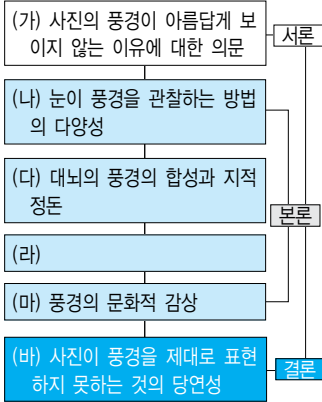 (가) 사진의 풍경이 아름답게 보
이지 않는 이유에 대한 의문
서론
(나) 눈이 풍경을 관찰하는 방법
의 다양성
(다) 대뇌의 풍경의 합성과 지적
정돈
본론
(라)
(마) 풍경의 문화적 감상
(바) 사진이 풍경을 제대로 표현
하지 못하는 것의 당연성
결론